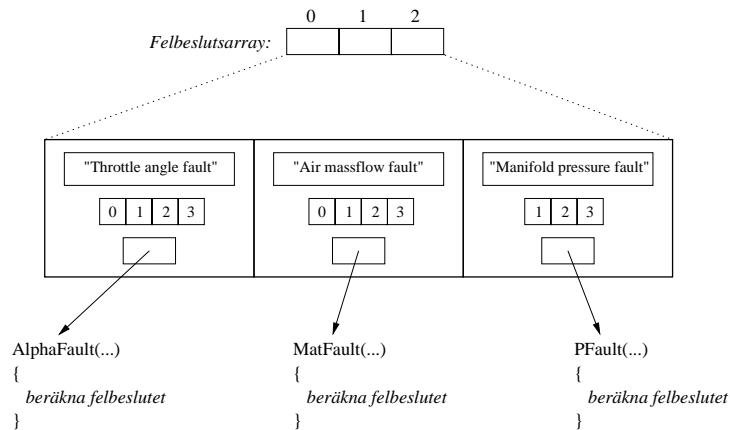 0 1 2
Felbeslutsarray:
"Throttle angle fault" "Air massflow fault" "Manifold pressure fault"
0 1 2 3 0 1 2 3 1 2 3
AlphaFault(...) MatFault(...) PFault(...)
{ { {
beräkna felbeslutet beräkna felbeslutet beräkna felbeslutet
} } }